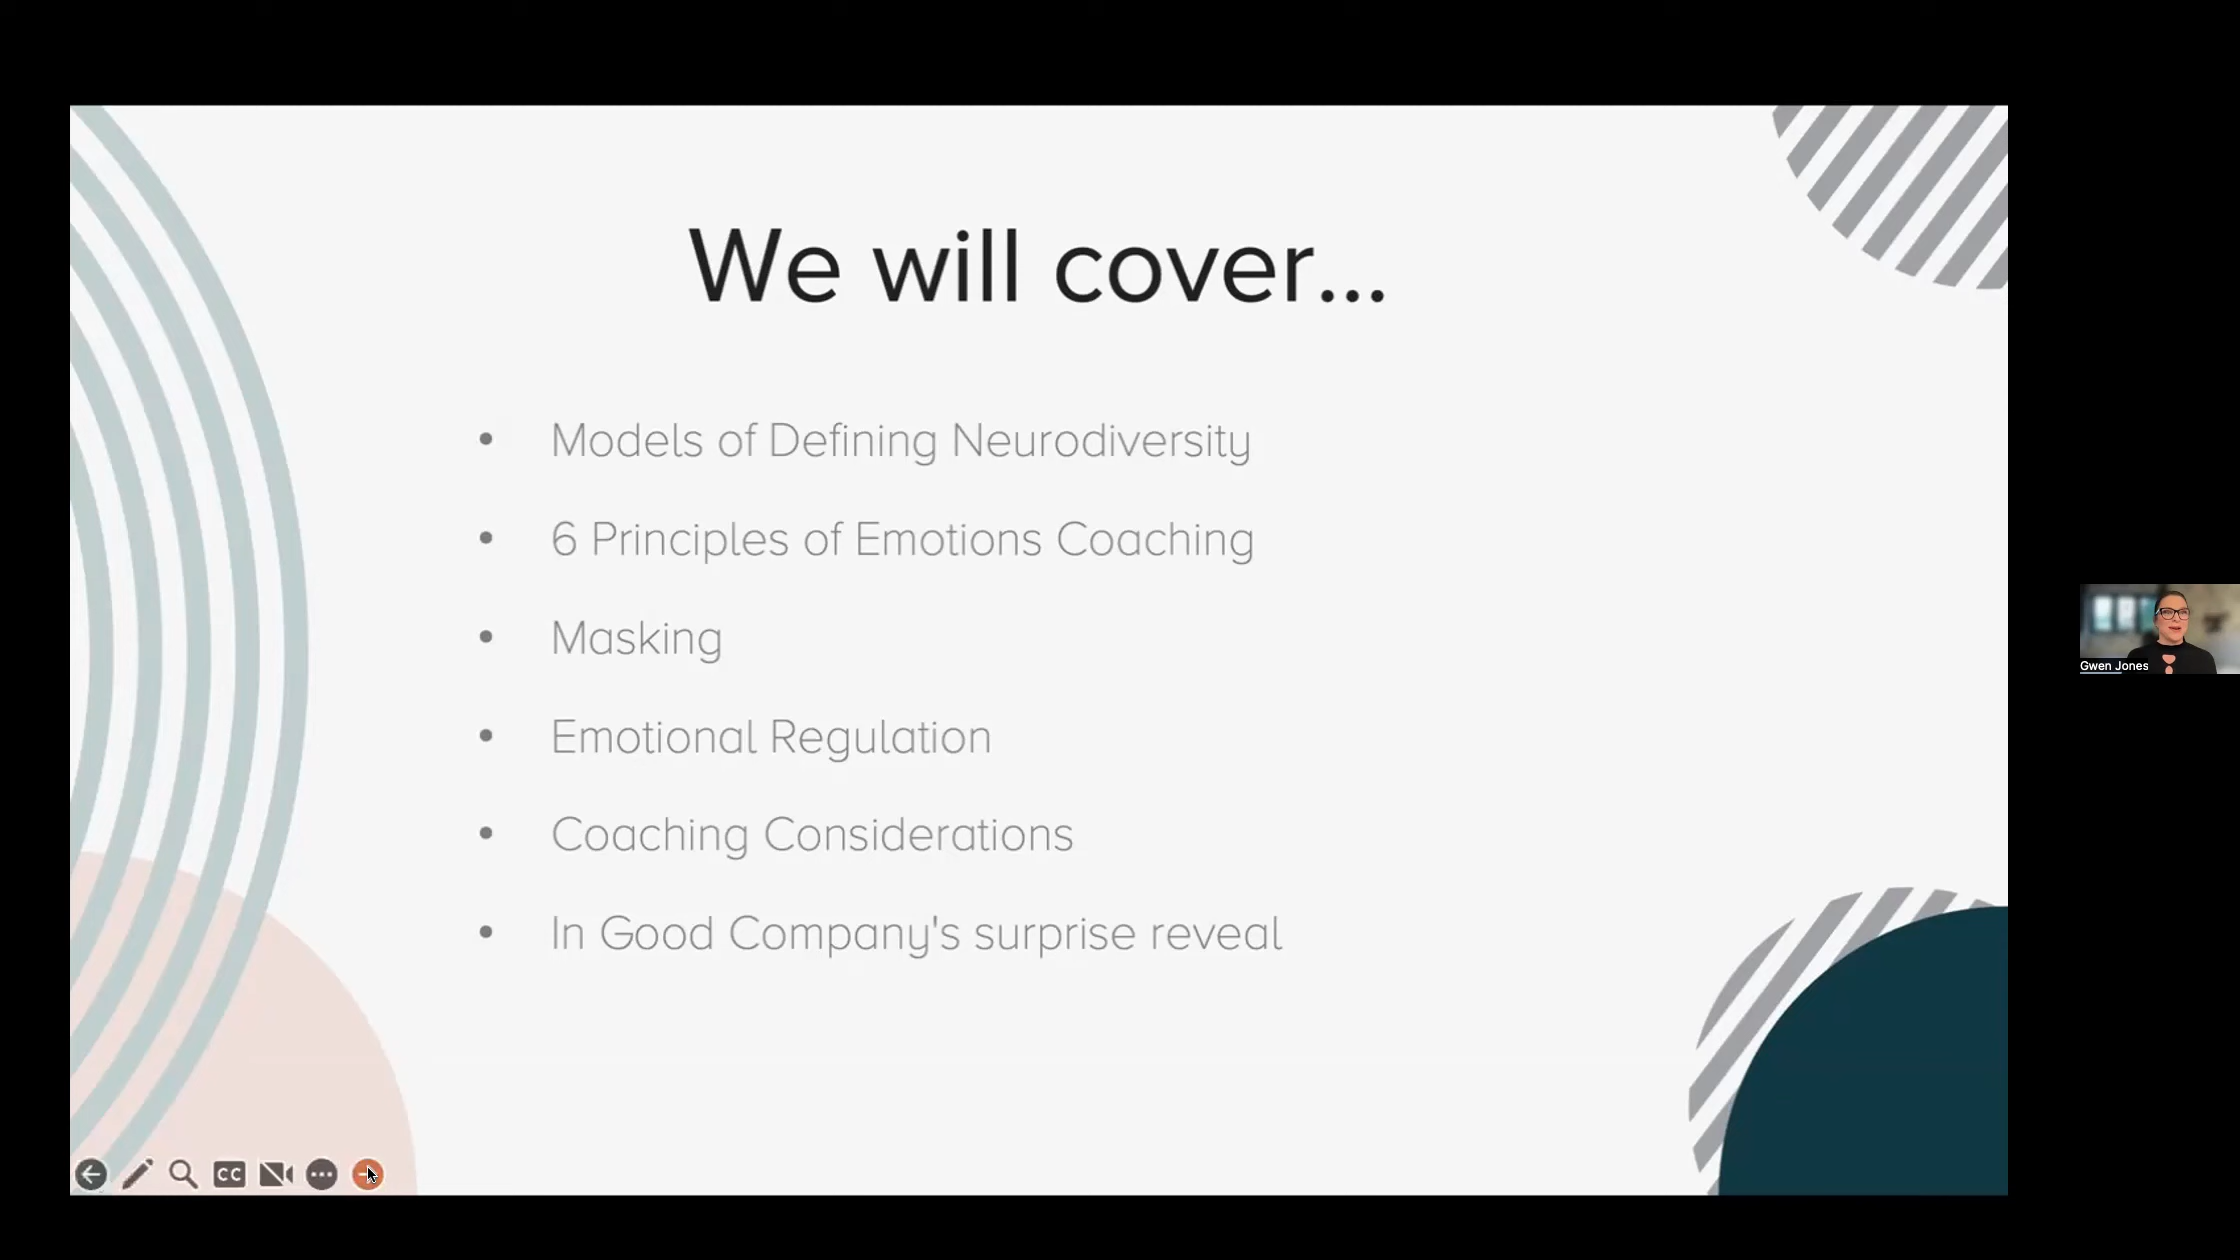 We will cover...
• Models of Defining Neurodiversity
• 6 Principles of Emotions Coaching
• Masking
• Emotional Regulation
• Coaching Considerations
• In Good Company's surprise reveal
Gwen Jones
CC